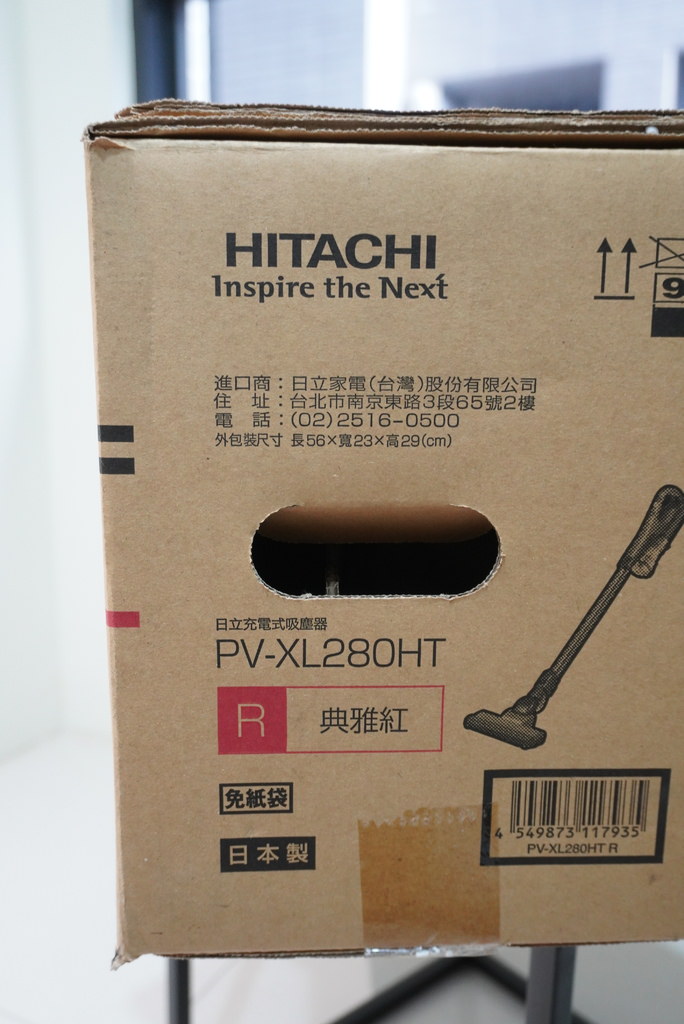 HITACHI
Inspire the Next
9
進口商：日立家電(台灣)股份有限公司
住　址：台北市南京東路3段65號2樓
電　話：(02)2516-0500
外包裝尺寸 長56×寬23×高29(cm)
日立充電式吸塵器
PV-XL280HT
R 典雅紅
免紙袋
日本製
4 549873 117935
PV-XL280HT R